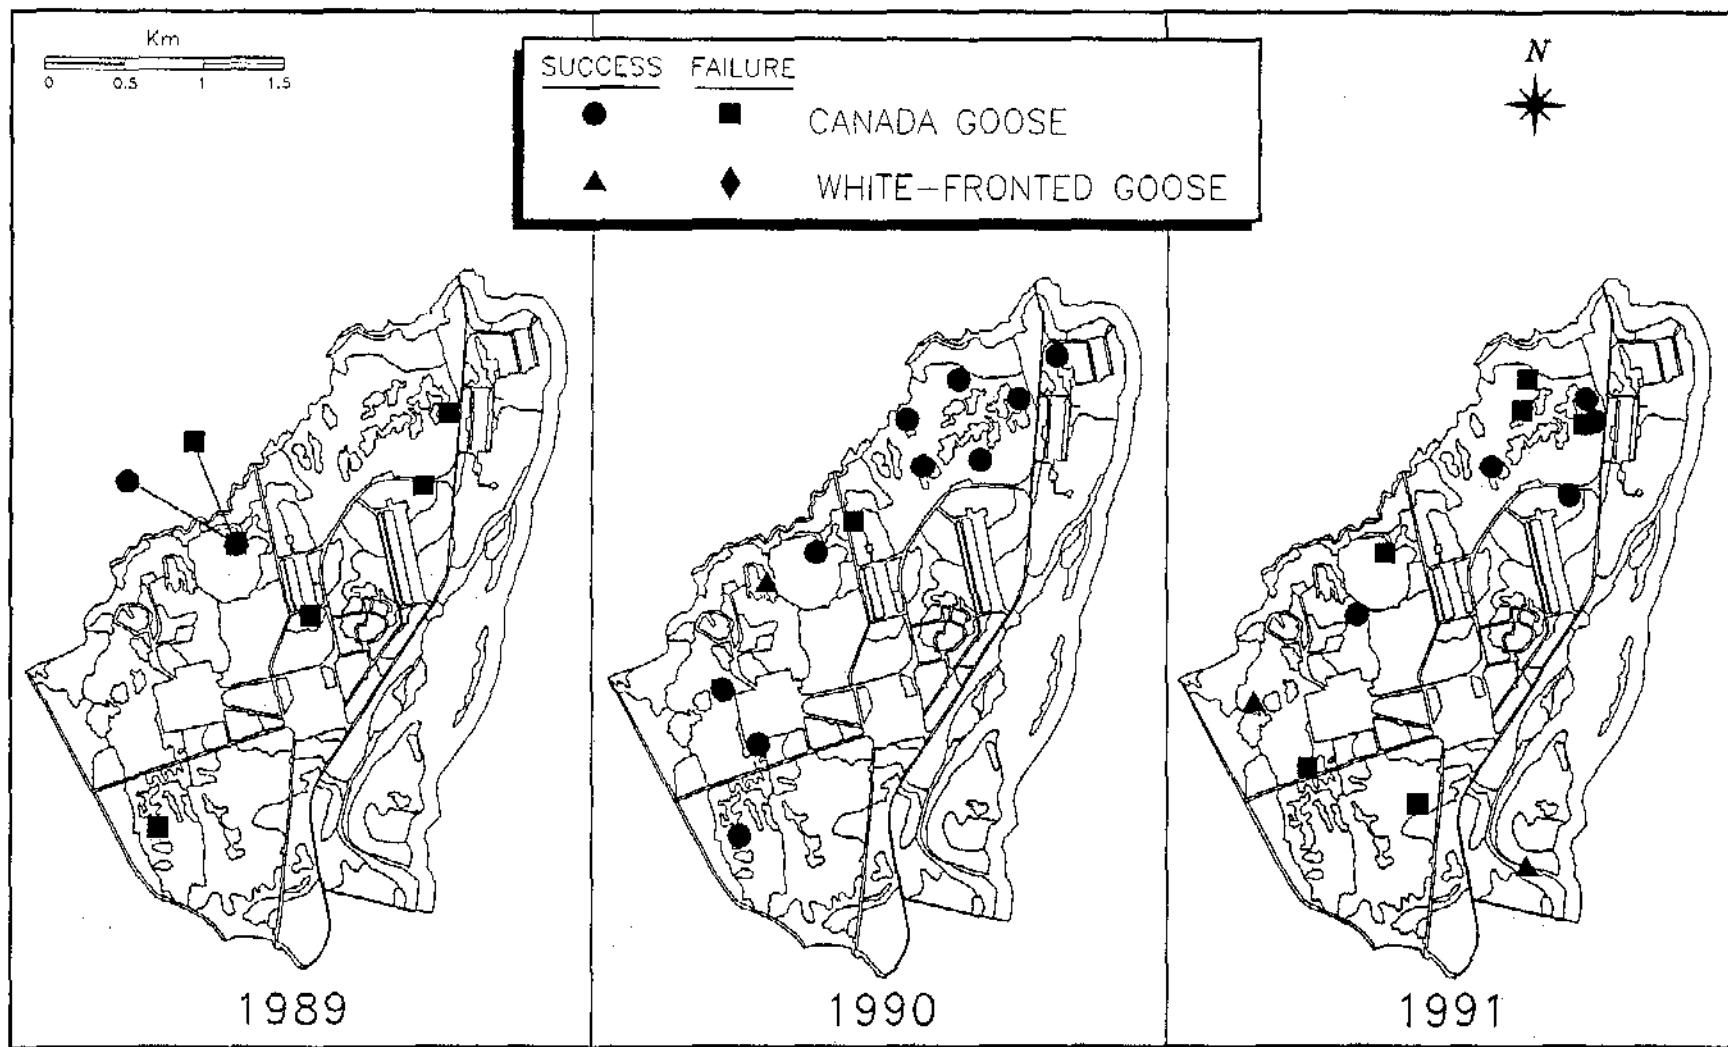 Km
0 0.5 1 1.5
SUCCESS FAILURE
CANADA GOOSE
WHITE-FRONTED GOOSE
N
1989
1990
1991